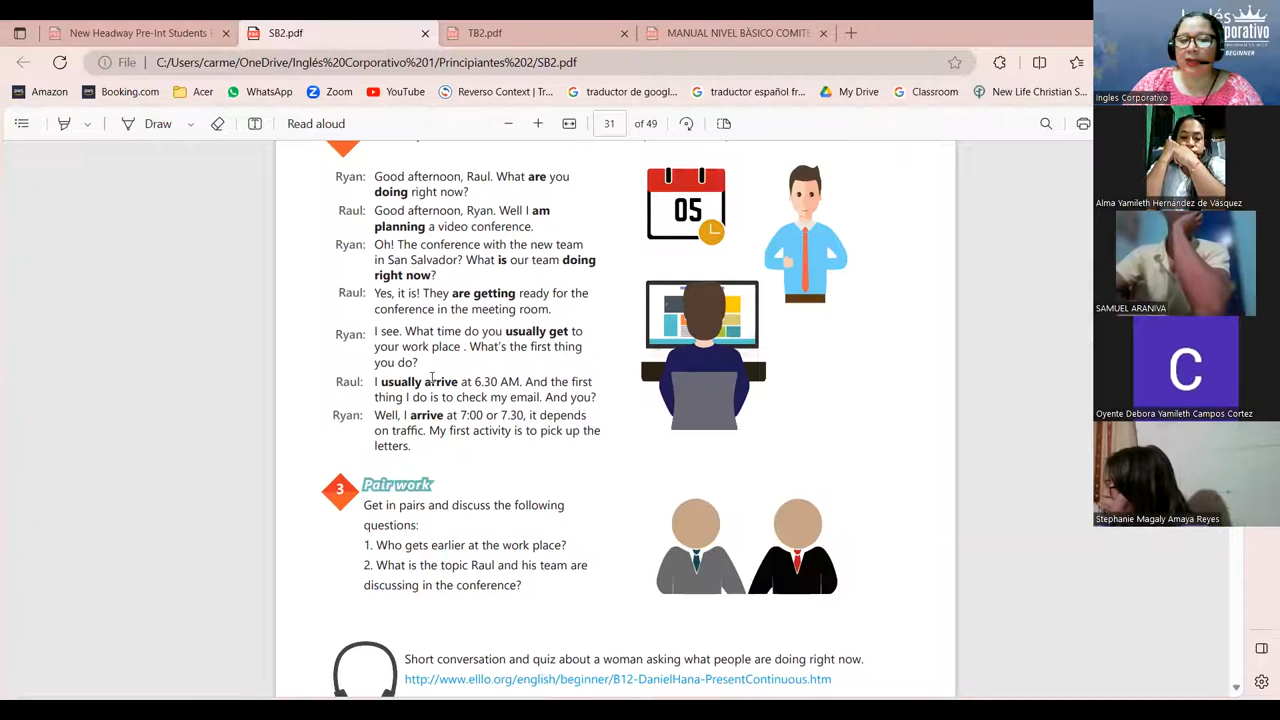 New Headway Pre-Int Students
SB2.pdf
TB2.pdf
MANUAL NIVEL BÀSICO COMITÉ
File
C:/Users/carme/OneDrive/Inglés%20Corporativo%201/Principiantes%202/SB2.pdf
Amazon
Booking.com
Acer
WhatsApp
Zoom
YouTube
Reverso Context | Tr...
traductor de googl...
traductor español fr...
My Drive
Classroom
New Life Christian S...
Draw
Read aloud
31 of 49
Ryan: Good afternoon, Raul. What are you
doing right now?
Raul: Good afternoon, Ryan. Well I am
planning a video conference.
Ryan: Oh! The conference with the new team
in San Salvador? What is our team doing
right now?
Raul: Yes, it is! They are getting ready for the
conference in the meeting room.
Ryan: I see. What time do you usually get to
your work place . What's the first thing
you do?
Raul: I usually arrive at 6.30 AM. And the first
thing I do is to check my email. And you?
Ryan: Well, I arrive at 7:00 or 7.30, it depends
on traffic. My first activity is to pick up the
letters.
05
3
Pair work
Get in pairs and discuss the following
questions:
1. Who gets earlier at the work place?
2. What is the topic Raul and his team are
discussing in the conference?
Short conversation and quiz about a woman asking what people are doing right now.
http://www.elllo.org/english/beginner/B12-DanielHana-PresentContinuous.htm
BEGINNER
Ingles Corporativo
Alma Yamileth Hernández de Vásquez
SAMUEL ARANIVA
C
Oyente Debora Yamileth Campos Cortez
Stephanie Magaly Amaya Reyes